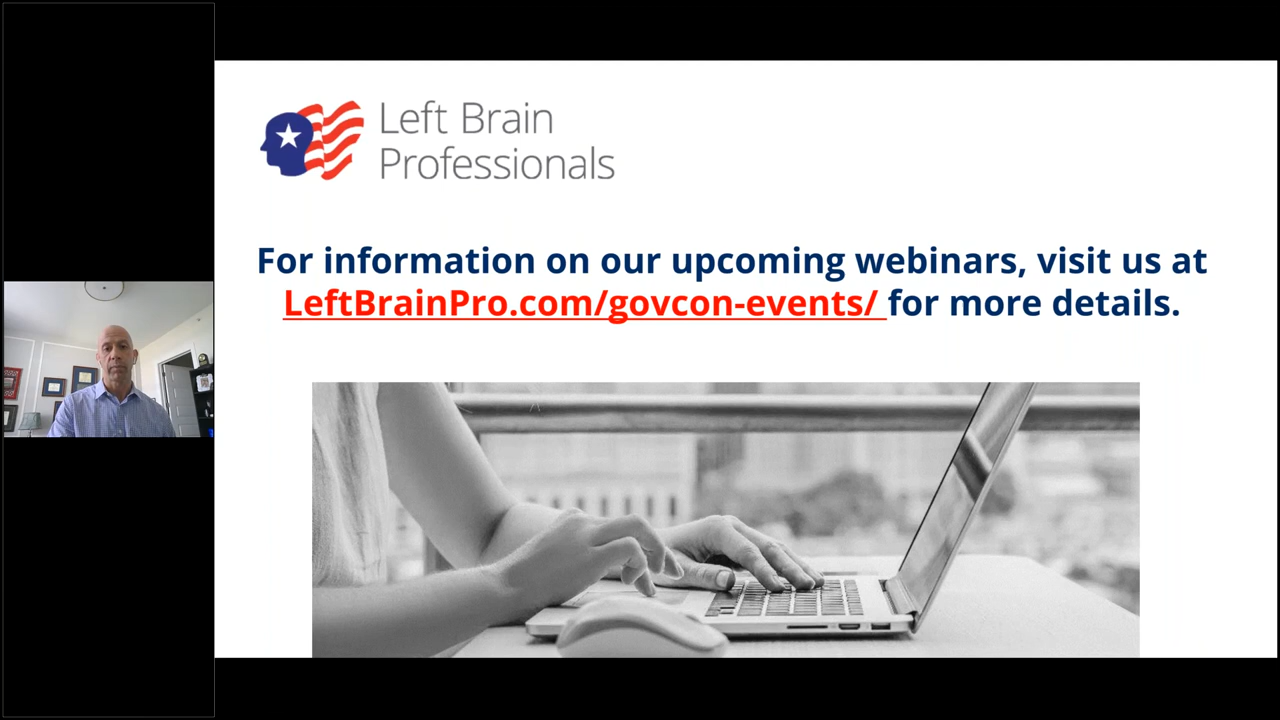 Left Brain
Professionals
For information on our upcoming webinars, visit us at
LeftBrainPro.com/govcon-events/ for more details.